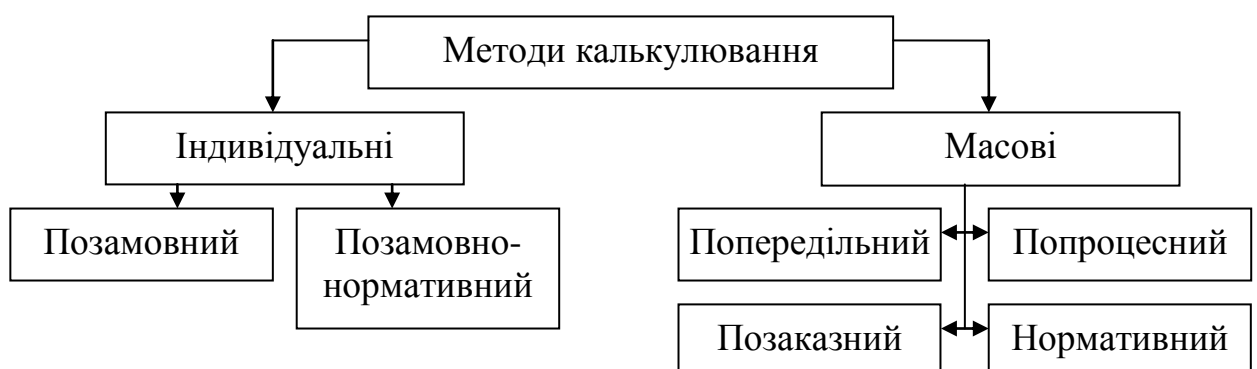 Методи калькулювання
Індивідуальні
Масові
Позамовний
Позамовно-
нормативний
Попередільний
Попроцесний
Позаказний
Нормативний